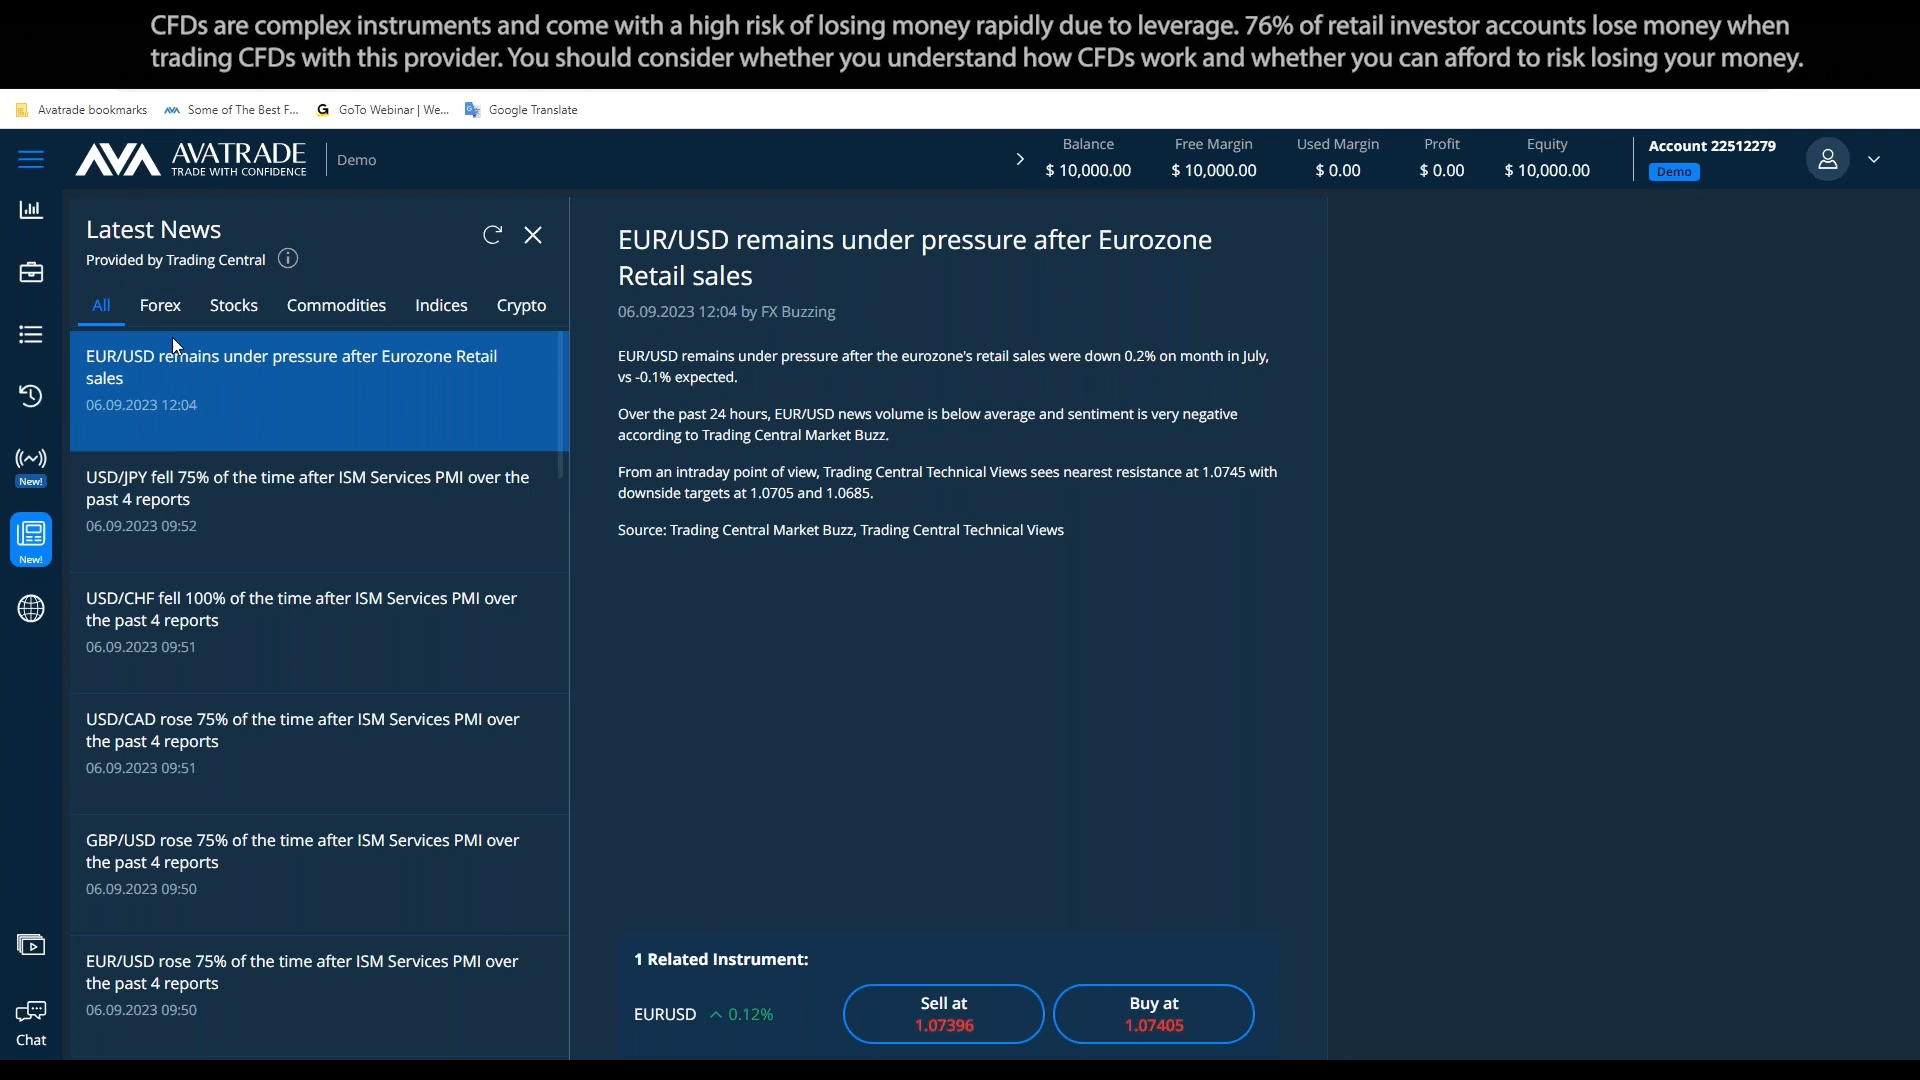 CFDs are complex instruments and come with a high risk of losing money rapidly due to leverage. 76% of retail investor accounts lose money when
trading CFDs with this provider. You should consider whether you understand how CFDs work and whether you can afford to risk losing your money.
Avatrade bookmarks
Some of The Best F...
GoTo Webinar | We...
Google Translate
AVA AVATRADE
TRADE WITH CONFIDENCE
Demo
Balance
$ 10,000.00
Free Margin
$ 10,000.00
Used Margin
$ 0.00
Profit
$ 0.00
Equity
$ 10,000.00
Account 22512279
Demo
New!
New!
Chat
Latest News
Provided by Trading Central
All
Forex
Stocks
Commodities
Indices
Crypto
EUR/USD remains under pressure after Eurozone Retail
sales
06.09.2023 12:04
USD/JPY fell 75% of the time after ISM Services PMI over the
past 4 reports
06.09.2023 09:52
USD/CHF fell 100% of the time after ISM Services PMI over
the past 4 reports
06.09.2023 09:51
USD/CAD rose 75% of the time after ISM Services PMI over
the past 4 reports
06.09.2023 09:51
GBP/USD rose 75% of the time after ISM Services PMI over
the past 4 reports
06.09.2023 09:50
EUR/USD rose 75% of the time after ISM Services PMI over
the past 4 reports
06.09.2023 09:50
EUR/USD remains under pressure after Eurozone
Retail sales
06.09.2023 12:04 by FX Buzzing
EUR/USD remains under pressure after the eurozone's retail sales were down 0.2% on month in July,
vs -0.1% expected.
Over the past 24 hours, EUR/USD news volume is below average and sentiment is very negative
according to Trading Central Market Buzz.
From an intraday point of view, Trading Central Technical Views sees nearest resistance at 1.0745 with
downside targets at 1.0705 and 1.0685.
Source: Trading Central Market Buzz, Trading Central Technical Views
1 Related Instrument:
EURUSD 0.12%
Sell at
1.07396
Buy at
1.07405